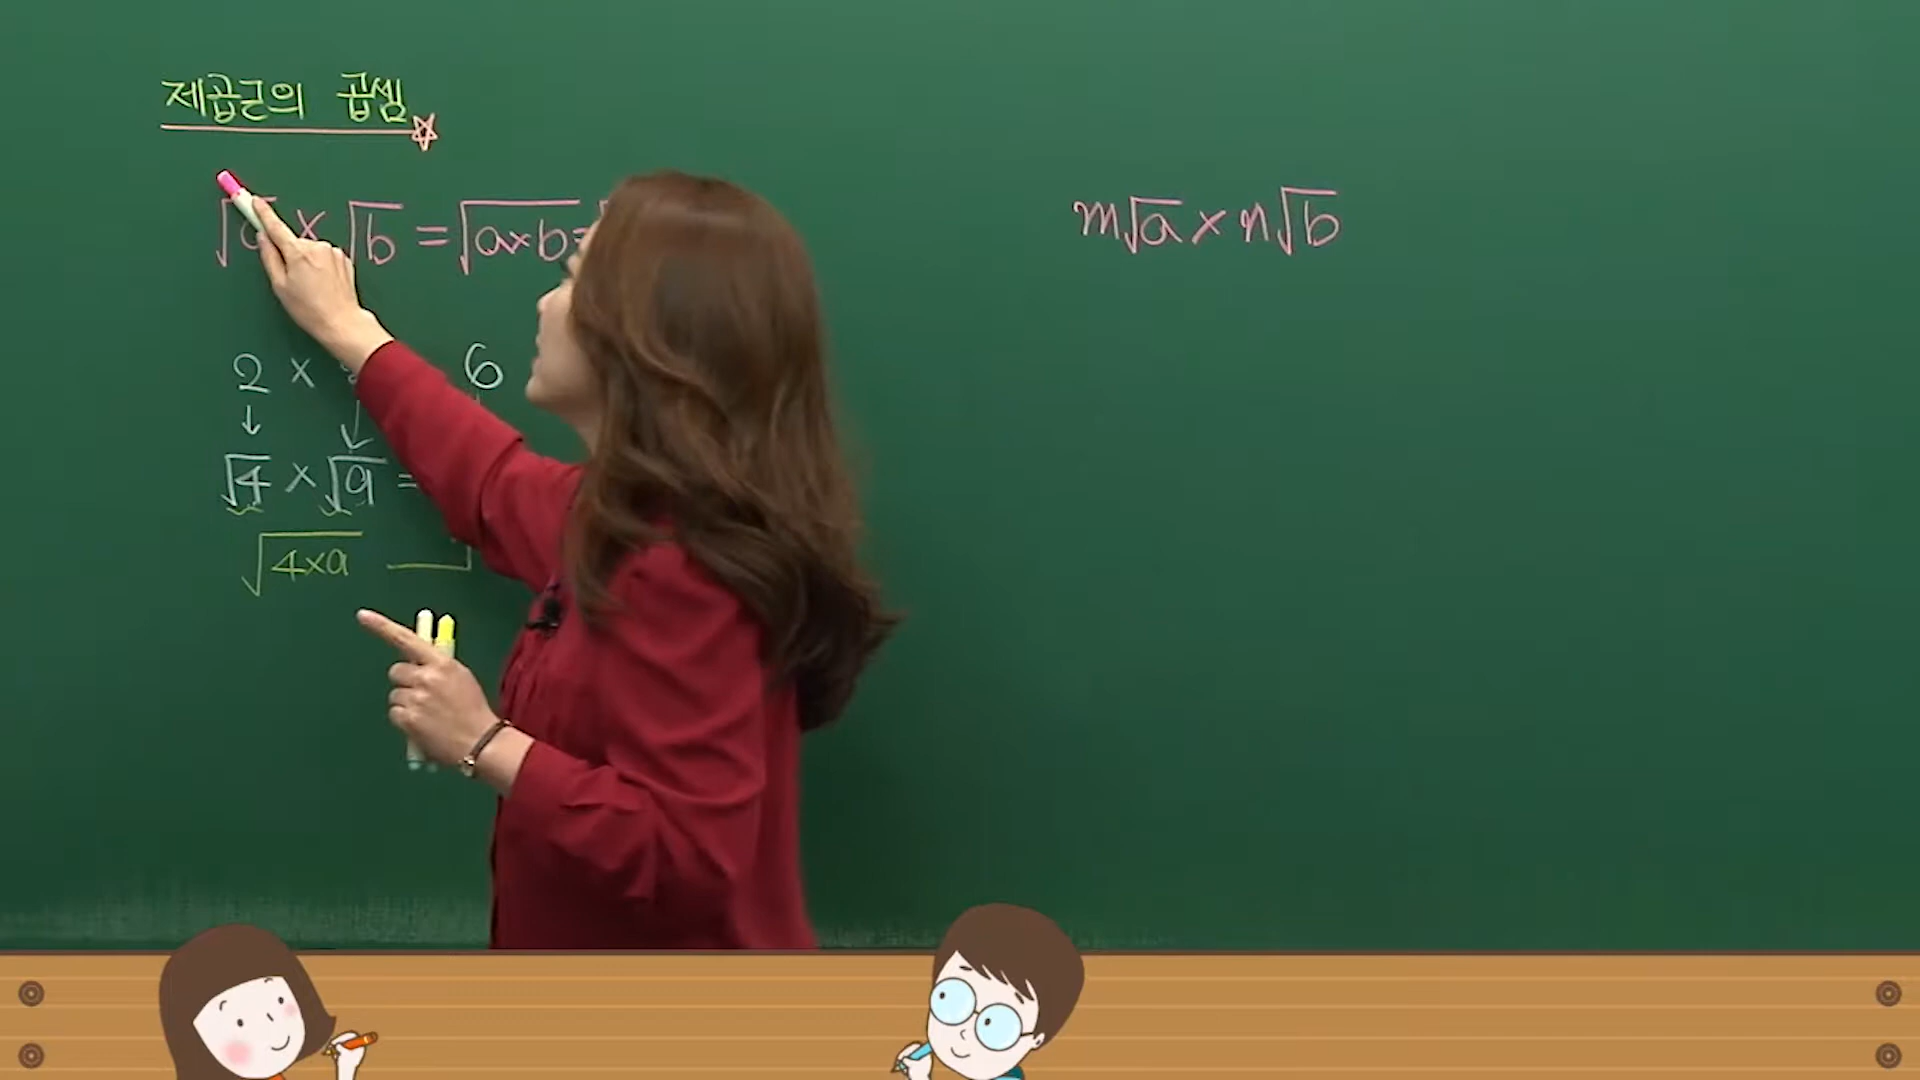 제곱근의 곱셈
√a × √b = √a×b =
m√a × n√b
2 × 6
√4 × √9 =
√4×9